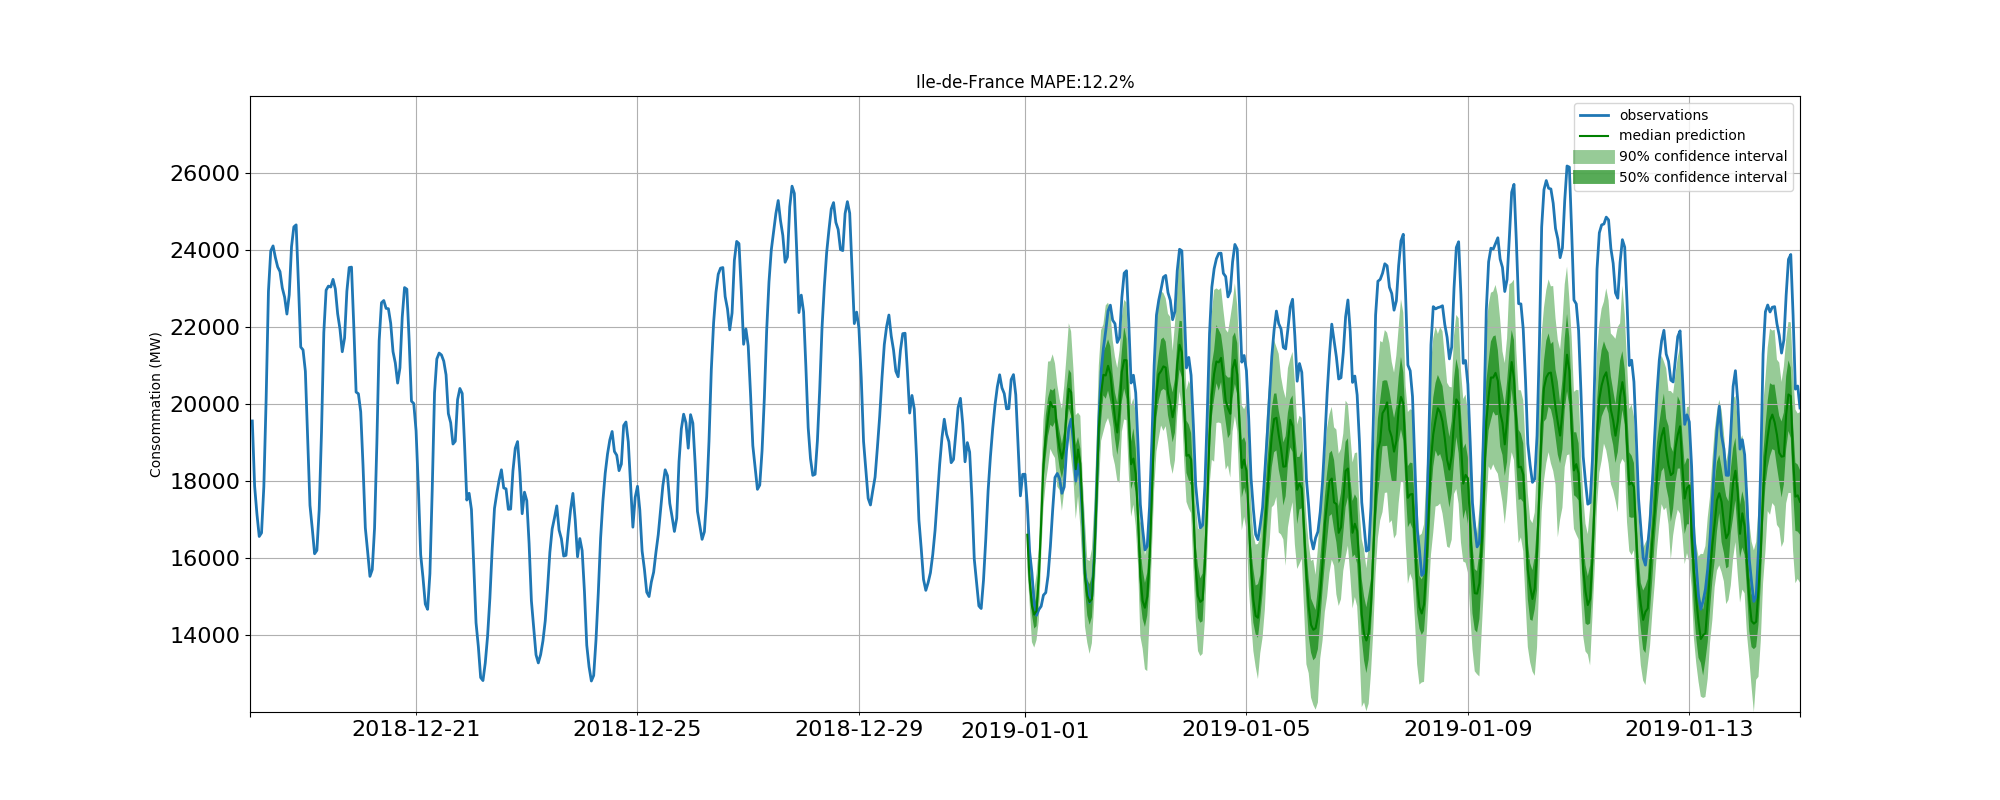 Ile-de-France MAPE:12.2%
observations
median prediction
90% confidence interval
50% confidence interval
Consommation (MW)
26000
24000
22000
20000
18000
16000
14000
2018-12-21
2018-12-25
2018-12-29
2019-01-01
2019-01-05
2019-01-09
2019-01-13